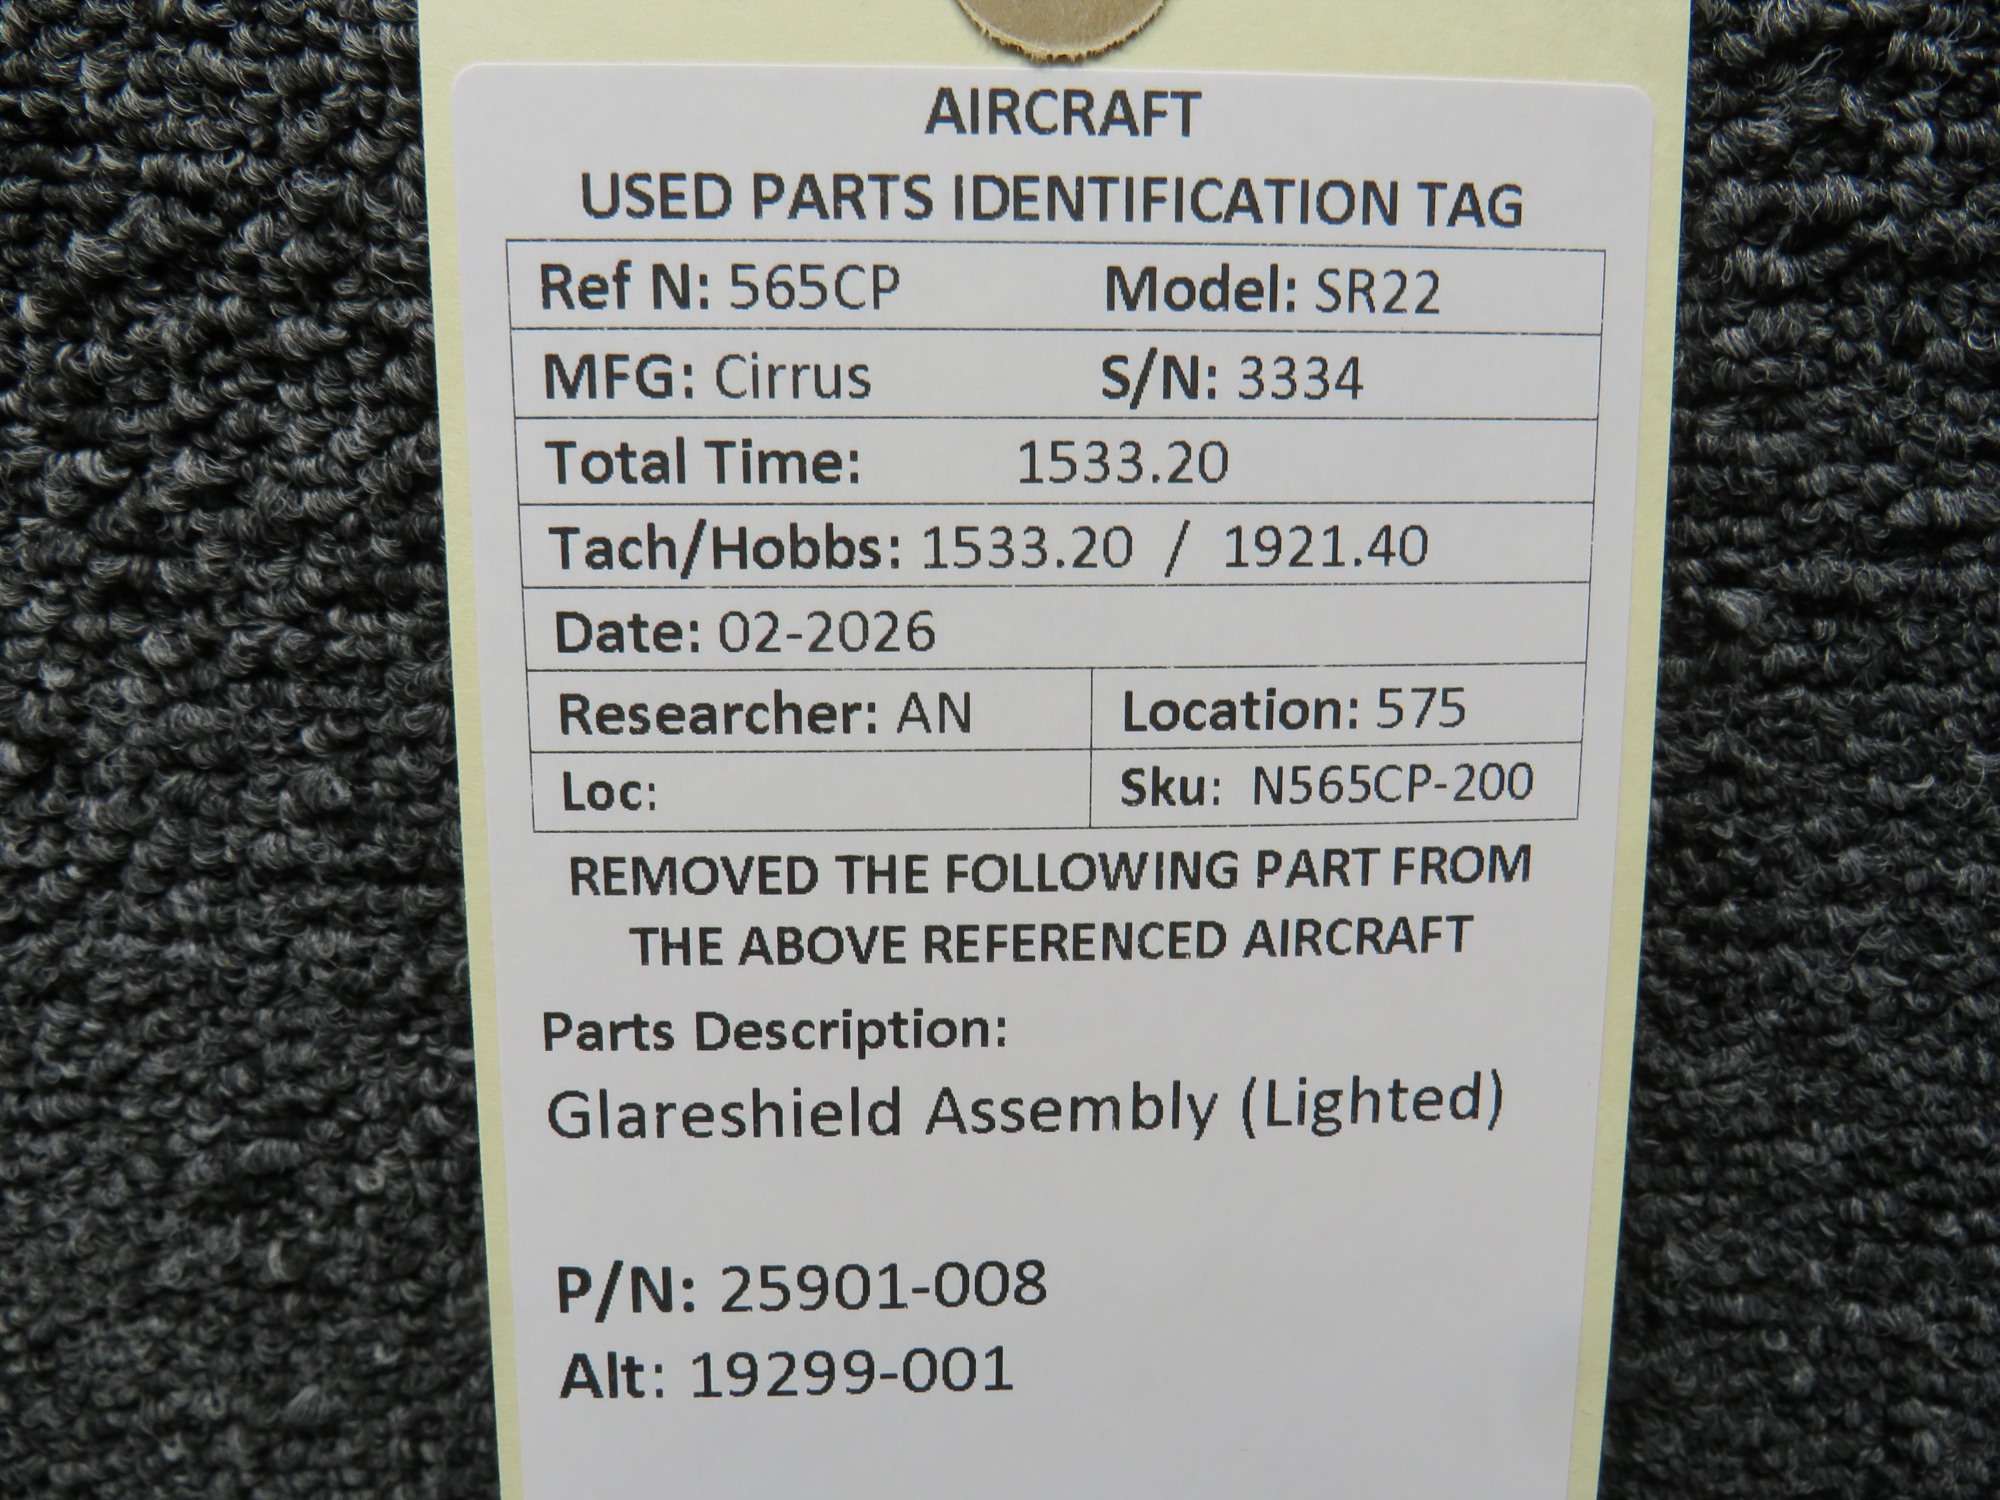 AIRCRAFT
USED PARTS IDENTIFICATION TAG
Ref N: 565CP Model: SR22
MFG: Cirrus S/N: 3334
Total Time: 1533.20
Tach/Hobbs: 1533.20 / 1921.40
Date: 02-2026
Researcher: AN Location: 575
Loc: Sku: N565CP-200
REMOVED THE FOLLOWING PART FROM
THE ABOVE REFERENCED AIRCRAFT
Parts Description:
Glareshield Assembly (Lighted)
P/N: 25901-008
Alt: 19299-001